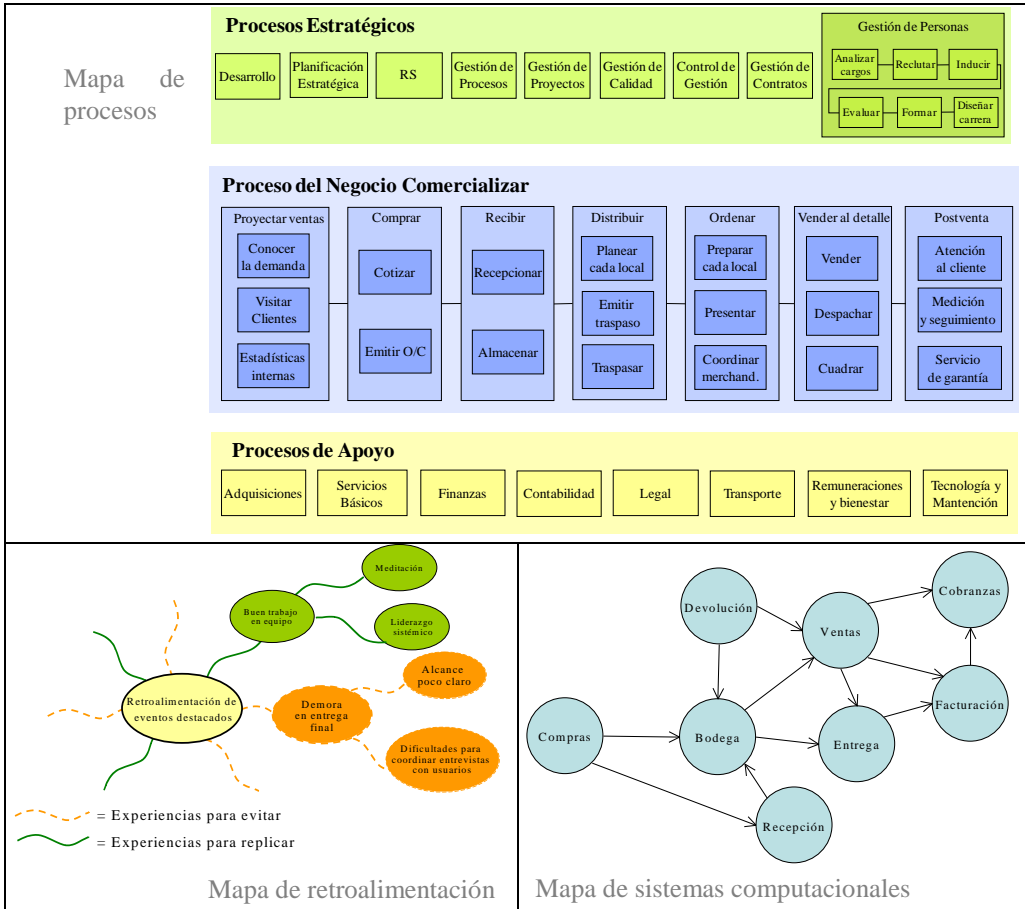 Mapa de
procesos
Procesos Estratégicos
Desarrollo
Planificación
Estratégica
RS
Gestión de
Procesos
Gestión de
Proyectos
Gestión de
Calidad
Control de
Gestión
Gestión de
Contratos
Gestión de Personas
Analizar
cargos
Reclutar
Inducir
Evaluar
Formar
Diseñar
carrera
Proceso del Negocio Comercializar
Proyectar ventas
Conocer
la demanda
Visitar
Clientes
Estadísticas
internas
Comprar
Cotizar
Emitir O/C
Recibir
Recepcionar
Almacenar
Distribuir
Planear
cada local
Emitir
traspaso
Traspasar
Ordenar
Preparar
cada local
Presentar
Coordinar
merchand.
Vender al detalle
Vender
Despachar
Cuadrar
Postventa
Atención
al cliente
Medición
y seguimiento
Servicio
de garantía
Procesos de Apoyo
Adquisiciones
Servicios
Básicos
Finanzas
Contabilidad
Legal
Transporte
Remuneraciones
y bienestar
Tecnología y
Mantención
Meditación
Buen trabajo
en equipo
Liderazgo
sistémico
Alcance
poco claro
Retroalimentación de
eventos destacados
Demora
en entrega
final
Dificultades para
coordinar entrevistas
con usuarios
= Experiencias para evitar
= Experiencias para replicar
Mapa de retroalimentación
Devolución
Cobranzas
Ventas
Facturación
Compras
Bodega
Entrega
Recepción
Mapa de sistemas computacionales